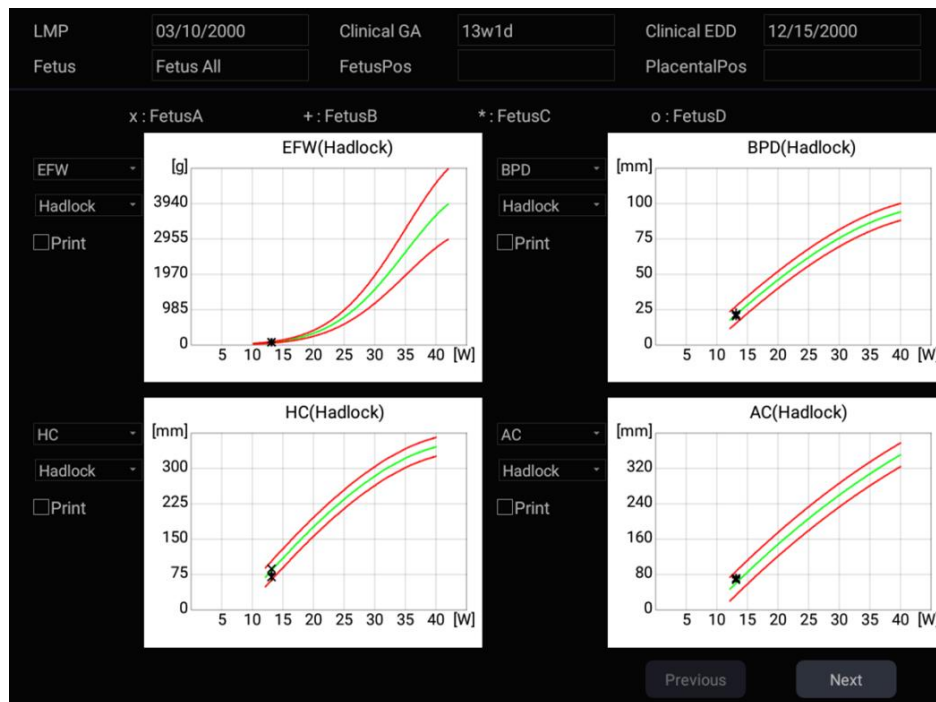 LMP 03/10/2000 Clinical GA 13w1d Clinical EDD 12/15/2000
Fetus Fetus All FetusPos PlacentalPos
x : FetusA + : FetusB * : FetusC o : FetusD
EFW
Hadlock
Print
EFW(Hadlock)
[g]
3940
2955
1970
985
0
5 10 15 20 25 30 35 40 [W]
BPD
Hadlock
Print
BPD(Hadlock)
[mm]
100
75
50
25
0
5 10 15 20 25 30 35 40 [W]
HC
Hadlock
Print
HC(Hadlock)
[mm]
300
225
150
75
0
5 10 15 20 25 30 35 40 [W]
AC
Hadlock
Print
AC(Hadlock)
[mm]
320
240
160
80
0
5 10 15 20 25 30 35 40 [W]
Previous Next